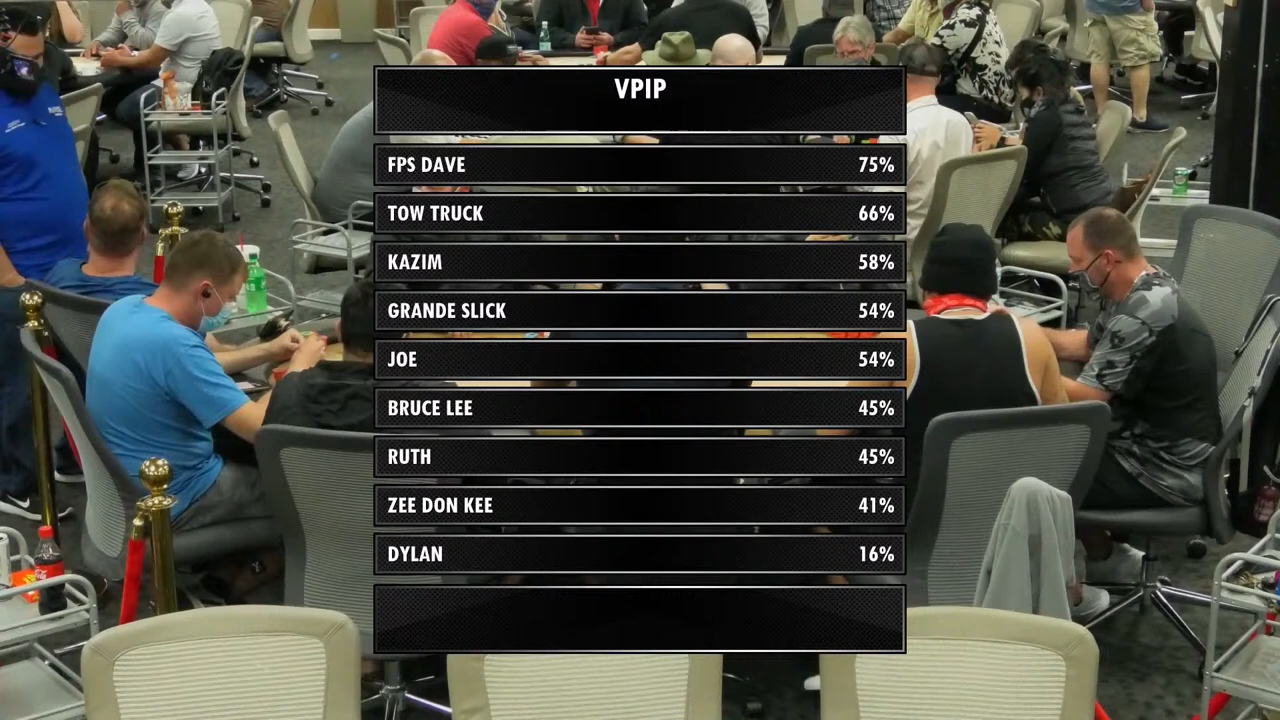 VPIP
FPS DAVE 75%
TOW TRUCK 66%
KAZIM 58%
GRANDE SLICK 54%
JOE 54%
BRUCE LEE 45%
RUTH 45%
ZEE DON KEE 41%
DYLAN 16%